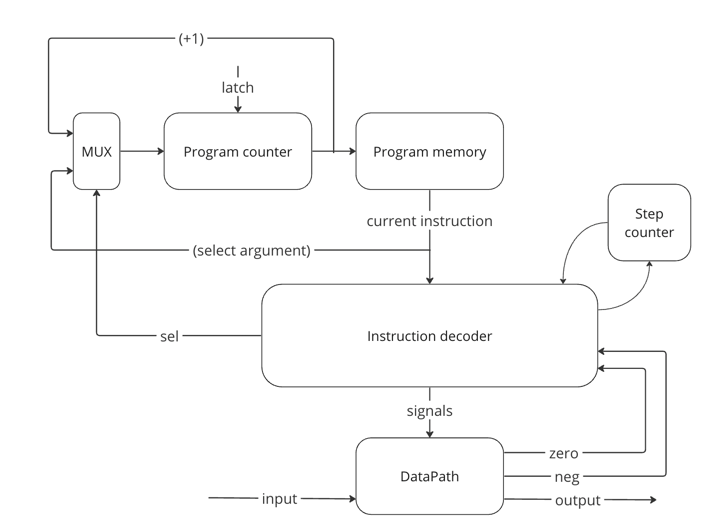 (+1)
latch
MUX
Program counter
Program memory
current instruction
Step
counter
(select argument)
sel
Instruction decoder
signals
DataPath
zero
neg
input
output